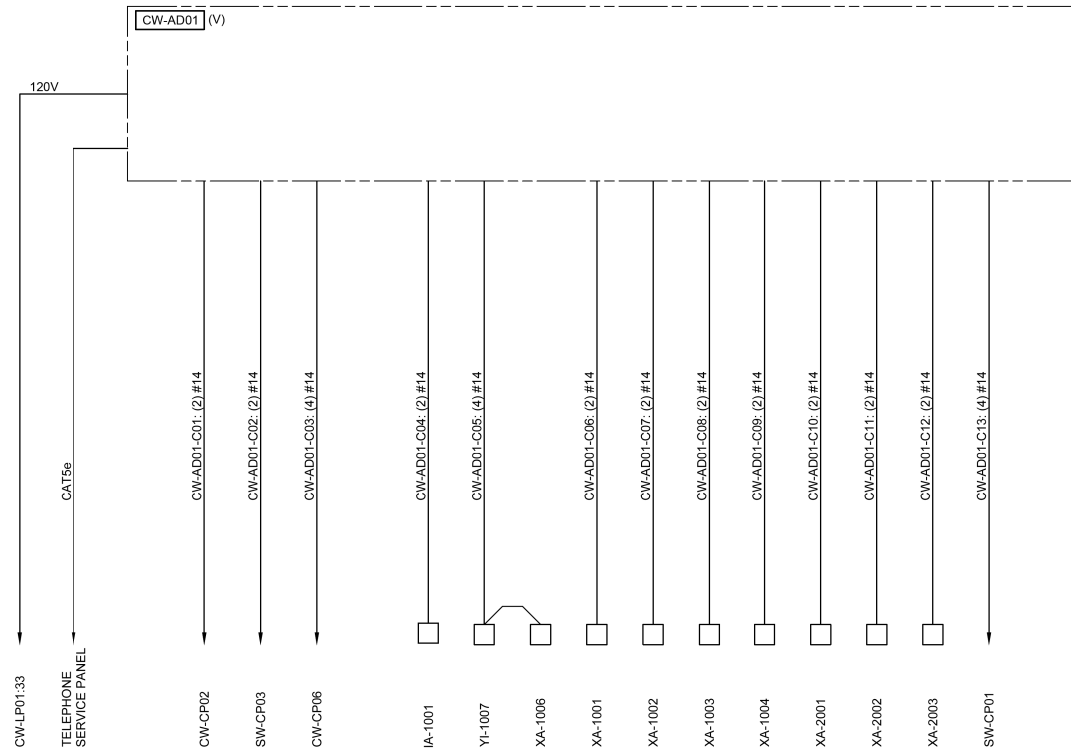 CW-AD01 (V)
120V
CAT5e
CW-AD01-C01: (2) #14
CW-AD01-C02: (2) #14
CW-AD01-C03: (4) #14
CW-AD01-C04: (2) #14
CW-AD01-C05: (4) #14
CW-AD01-C06: (2) #14
CW-AD01-C07: (2) #14
CW-AD01-C08: (2) #14
CW-AD01-C09: (2) #14
CW-AD01-C10: (2) #14
CW-AD01-C11: (2) #14
CW-AD01-C12: (2) #14
CW-AD01-C13: (4) #14
CW-LP01:33
TELEPHONE
SERVICE PANEL
CW-CP02
SW-CP03
CW-CP06
IA-1001
YI-1007
XA-1006
XA-1001
XA-1002
XA-1003
XA-1004
XA-2001
XA-2002
XA-2003
SW-CP01